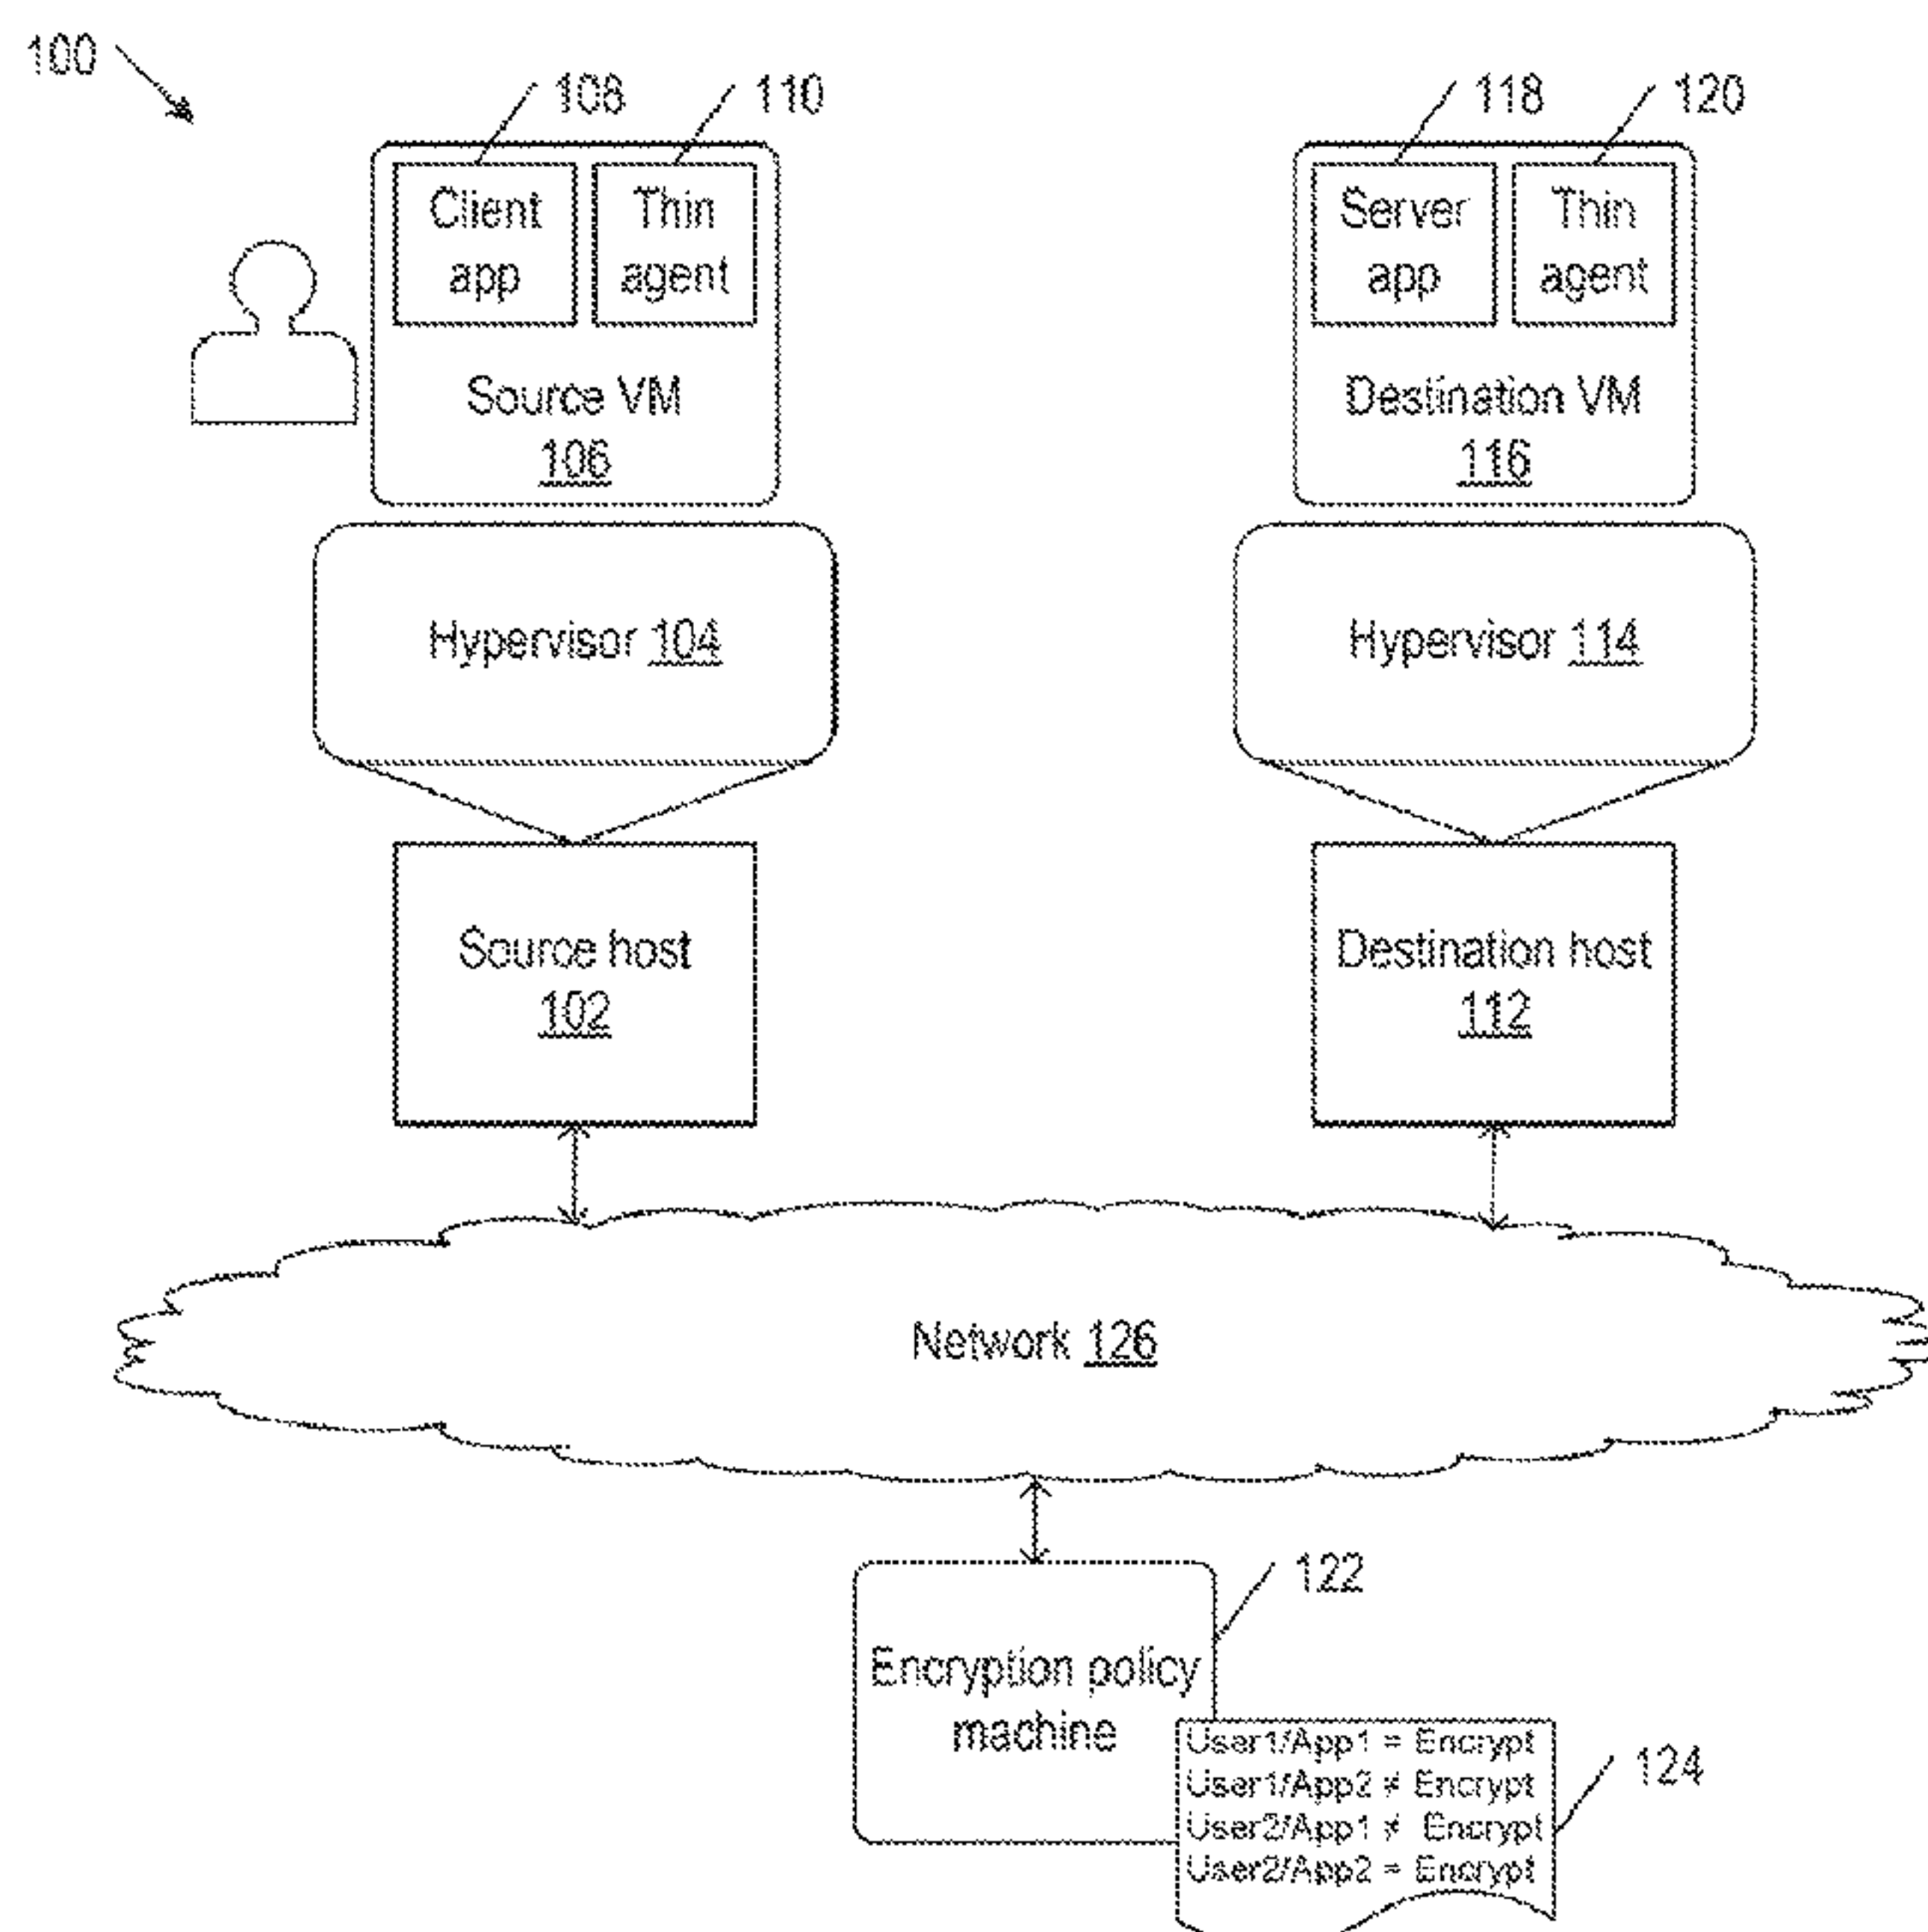 100
108
110
118
120
Client
app
Thin
agent
Server
app
Thin
agent
Source VM
106
Destination VM
116
Hypervisor 104
Hypervisor 114
Source host
102
Destination host
112
Network 126
122
Encryption policy
machine
User1/App1 = Encrypt
User1/App2 ≠ Encrypt
User2/App1 ≠ Encrypt
User2/App2 = Encrypt
124